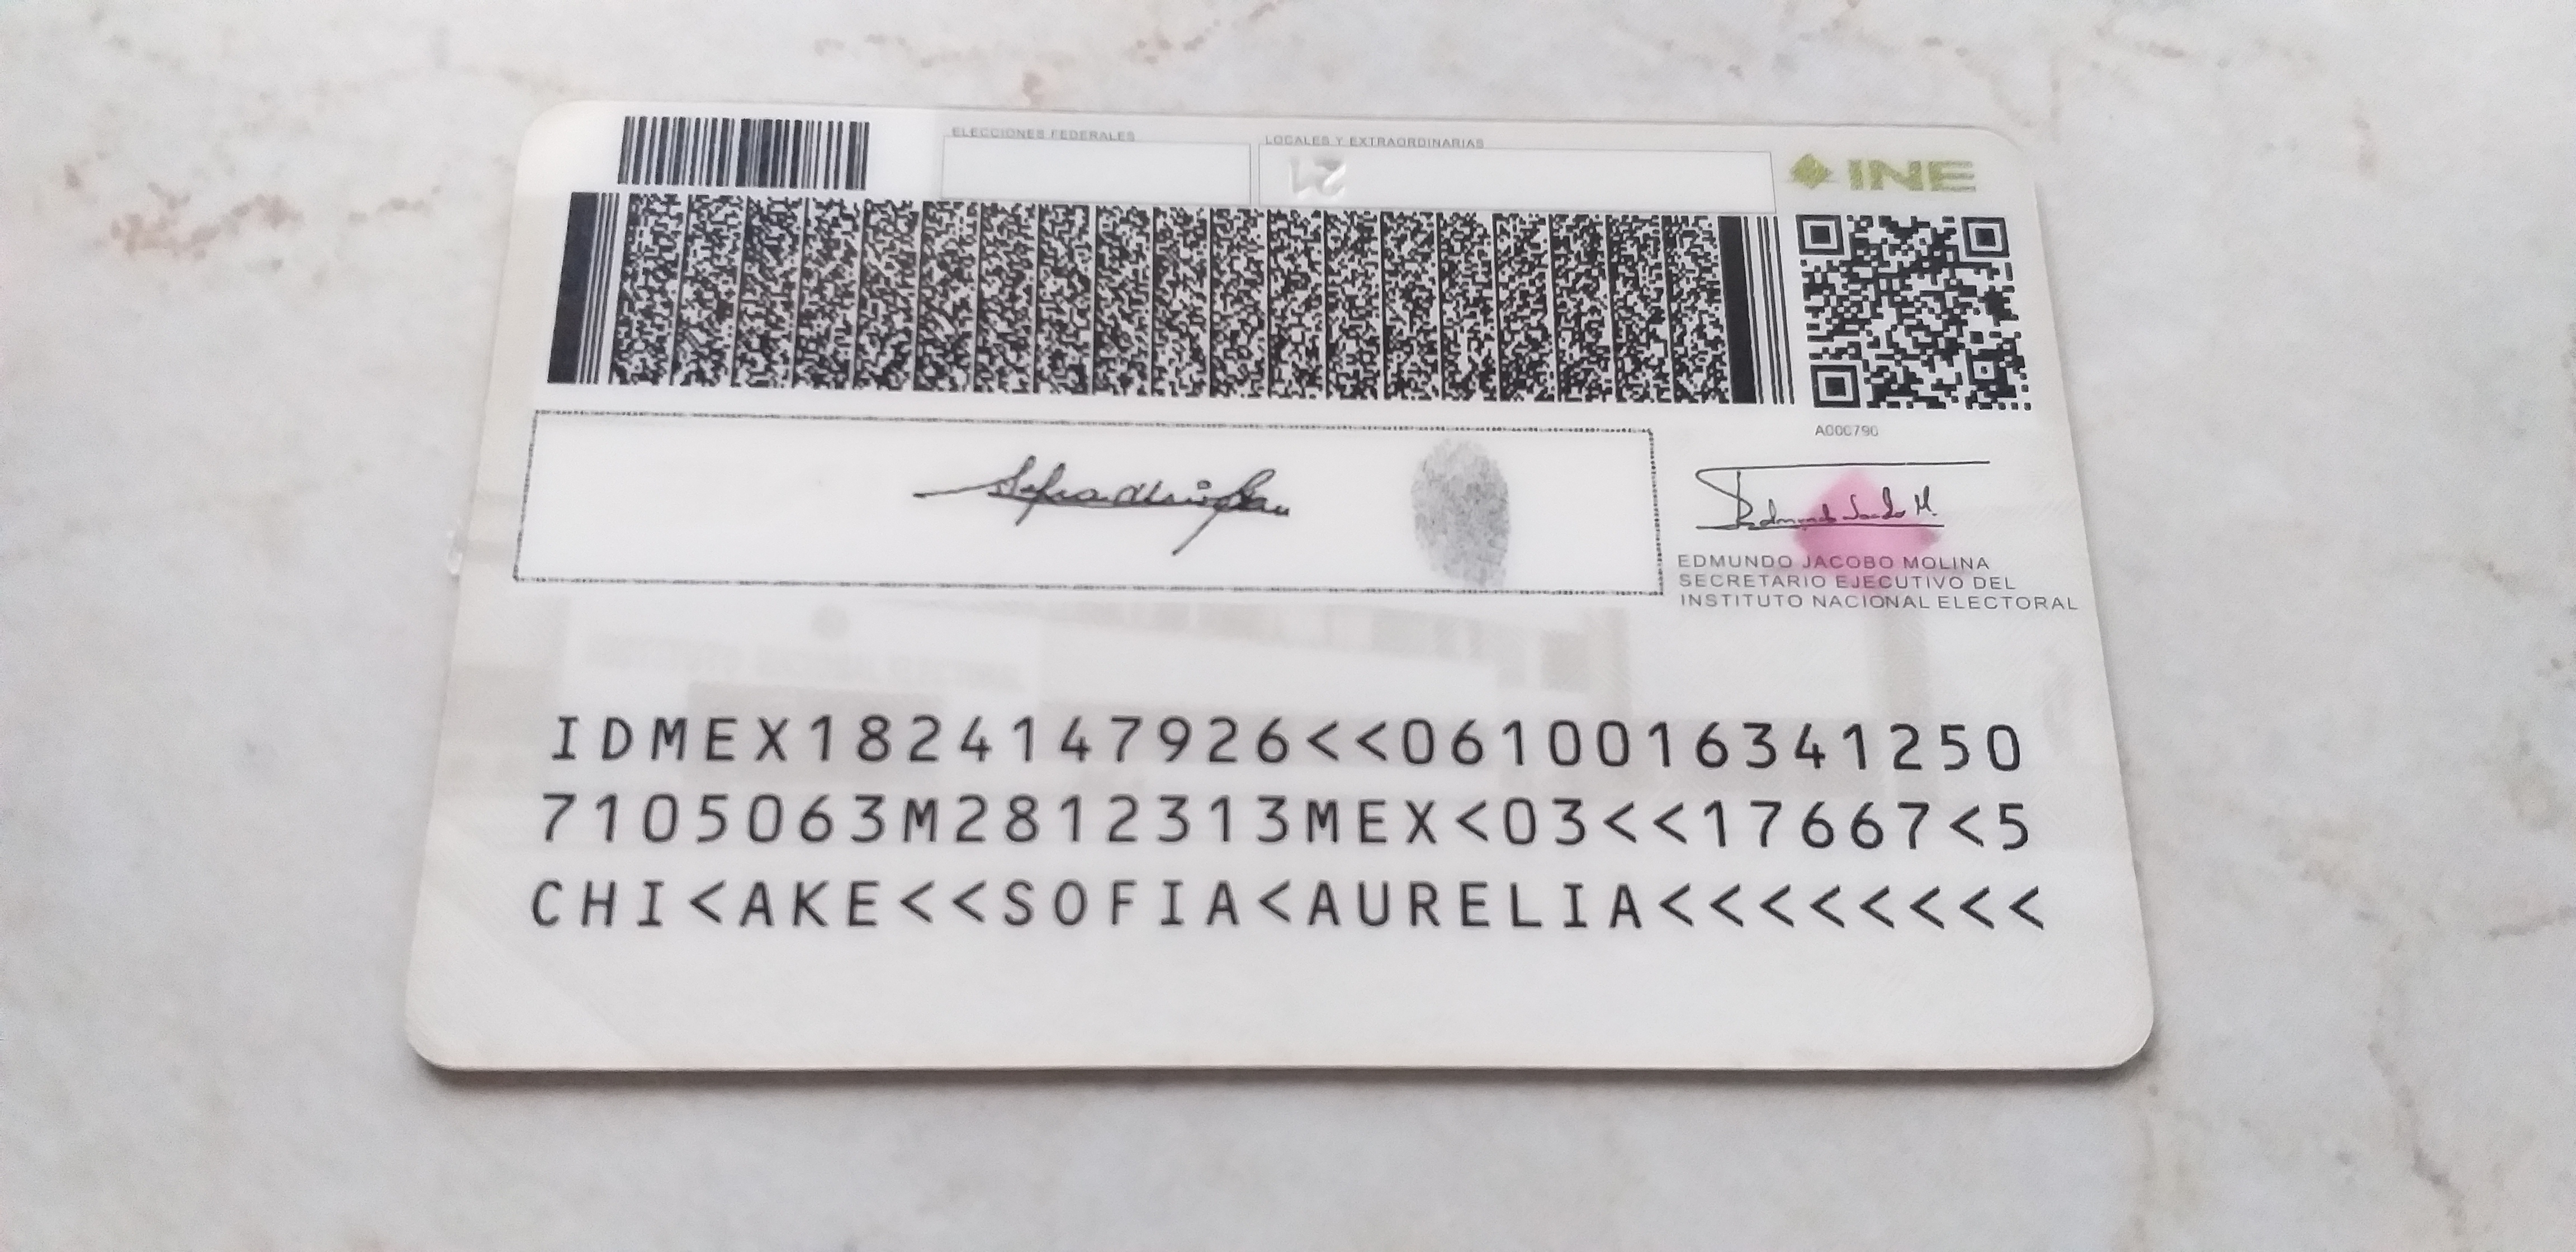 ELECCIONES FEDERALES
LOCALES Y EXTRAORDINARIAS
21
INE
A000790
EDMUNDO JACOBO MOLINA
SECRETARIO EJECUTIVO DEL
INSTITUTO NACIONAL ELECTORAL
IDMEX1824147926<<0610016341250
7105063M2812313MEX<03<<17667<5
CHI<AKE<<SOFIA<AURELIA<<<<<<<<